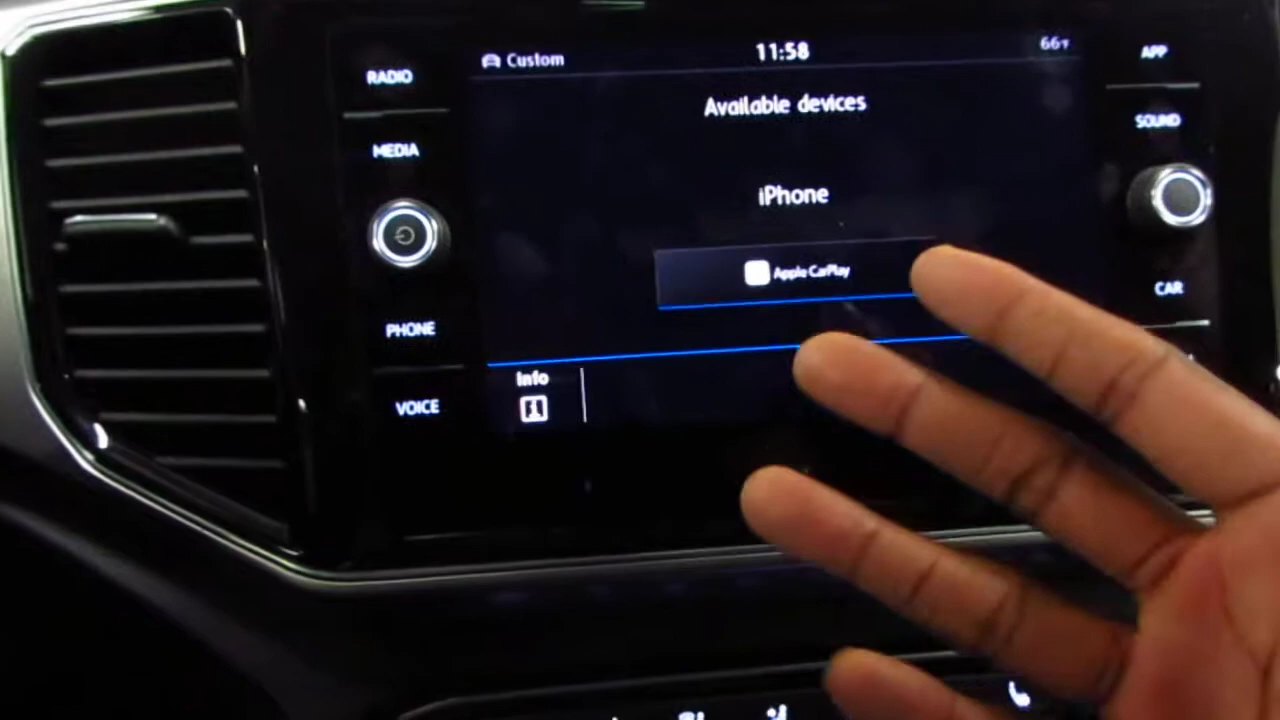 RADIO
MEDIA
PHONE
VOICE
Custom
11:58
66°F
Available devices
iPhone
Apple CarPlay
Info
APP
SOUND
CAR